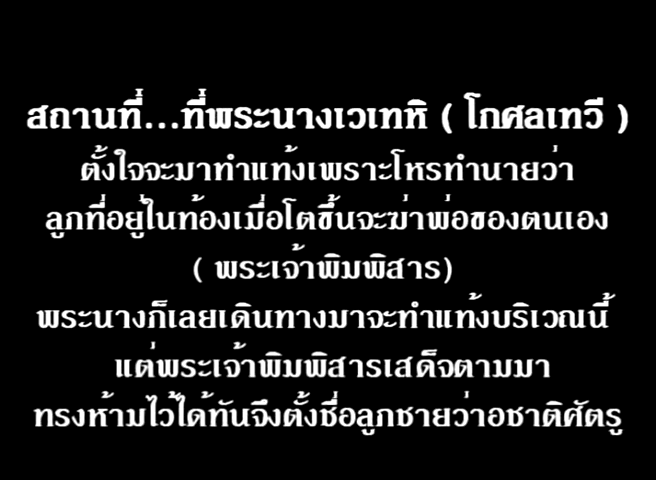 สถานที่...ที่พระนางเวเทหิ ( โกศลเทวี )
ตั้งใจจะมาทำแท้งเพราะโหรทำนายว่า
ลูกที่อยู่ในท้องเมื่อโตขึ้นจะฆ่าพ่อของตนเอง
( พระเจ้าพิมพิสาร)
พระนางก็เลยเดินทางมาจะทำแท้งบริเวณนี้
แต่พระเจ้าพิมพิสารเสด็จตามมา
ทรงห้ามไว้ได้ทันจึงตั้งชื่อลูกชายว่าอชาติศัตรู